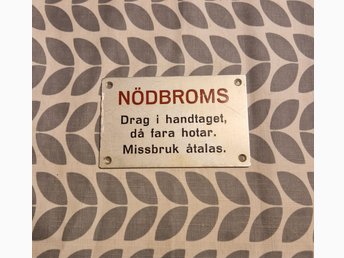 NÖDBROMS
Drag i handtaget,
då fara hotar.
Missbruk åtalas.